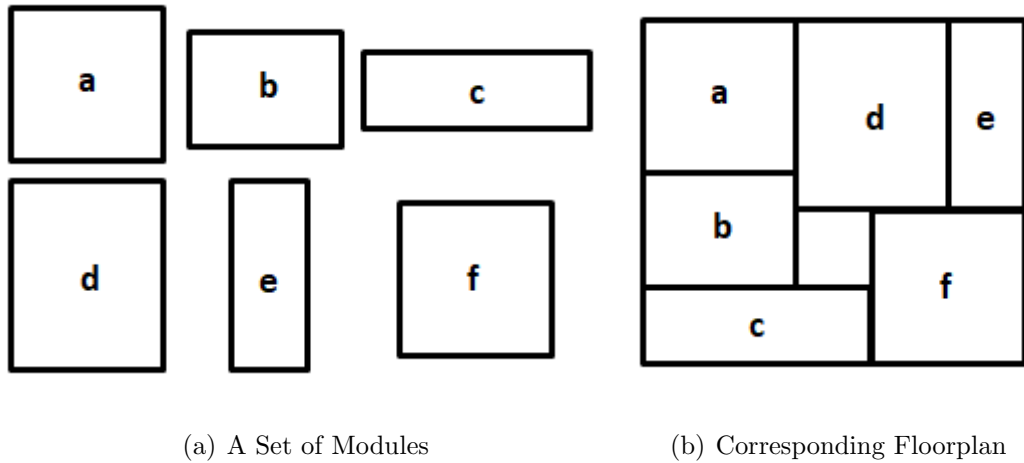 a
b
c
d
e
f
a
d
e
b
f
c
(a) A Set of Modules
(b) Corresponding Floorplan